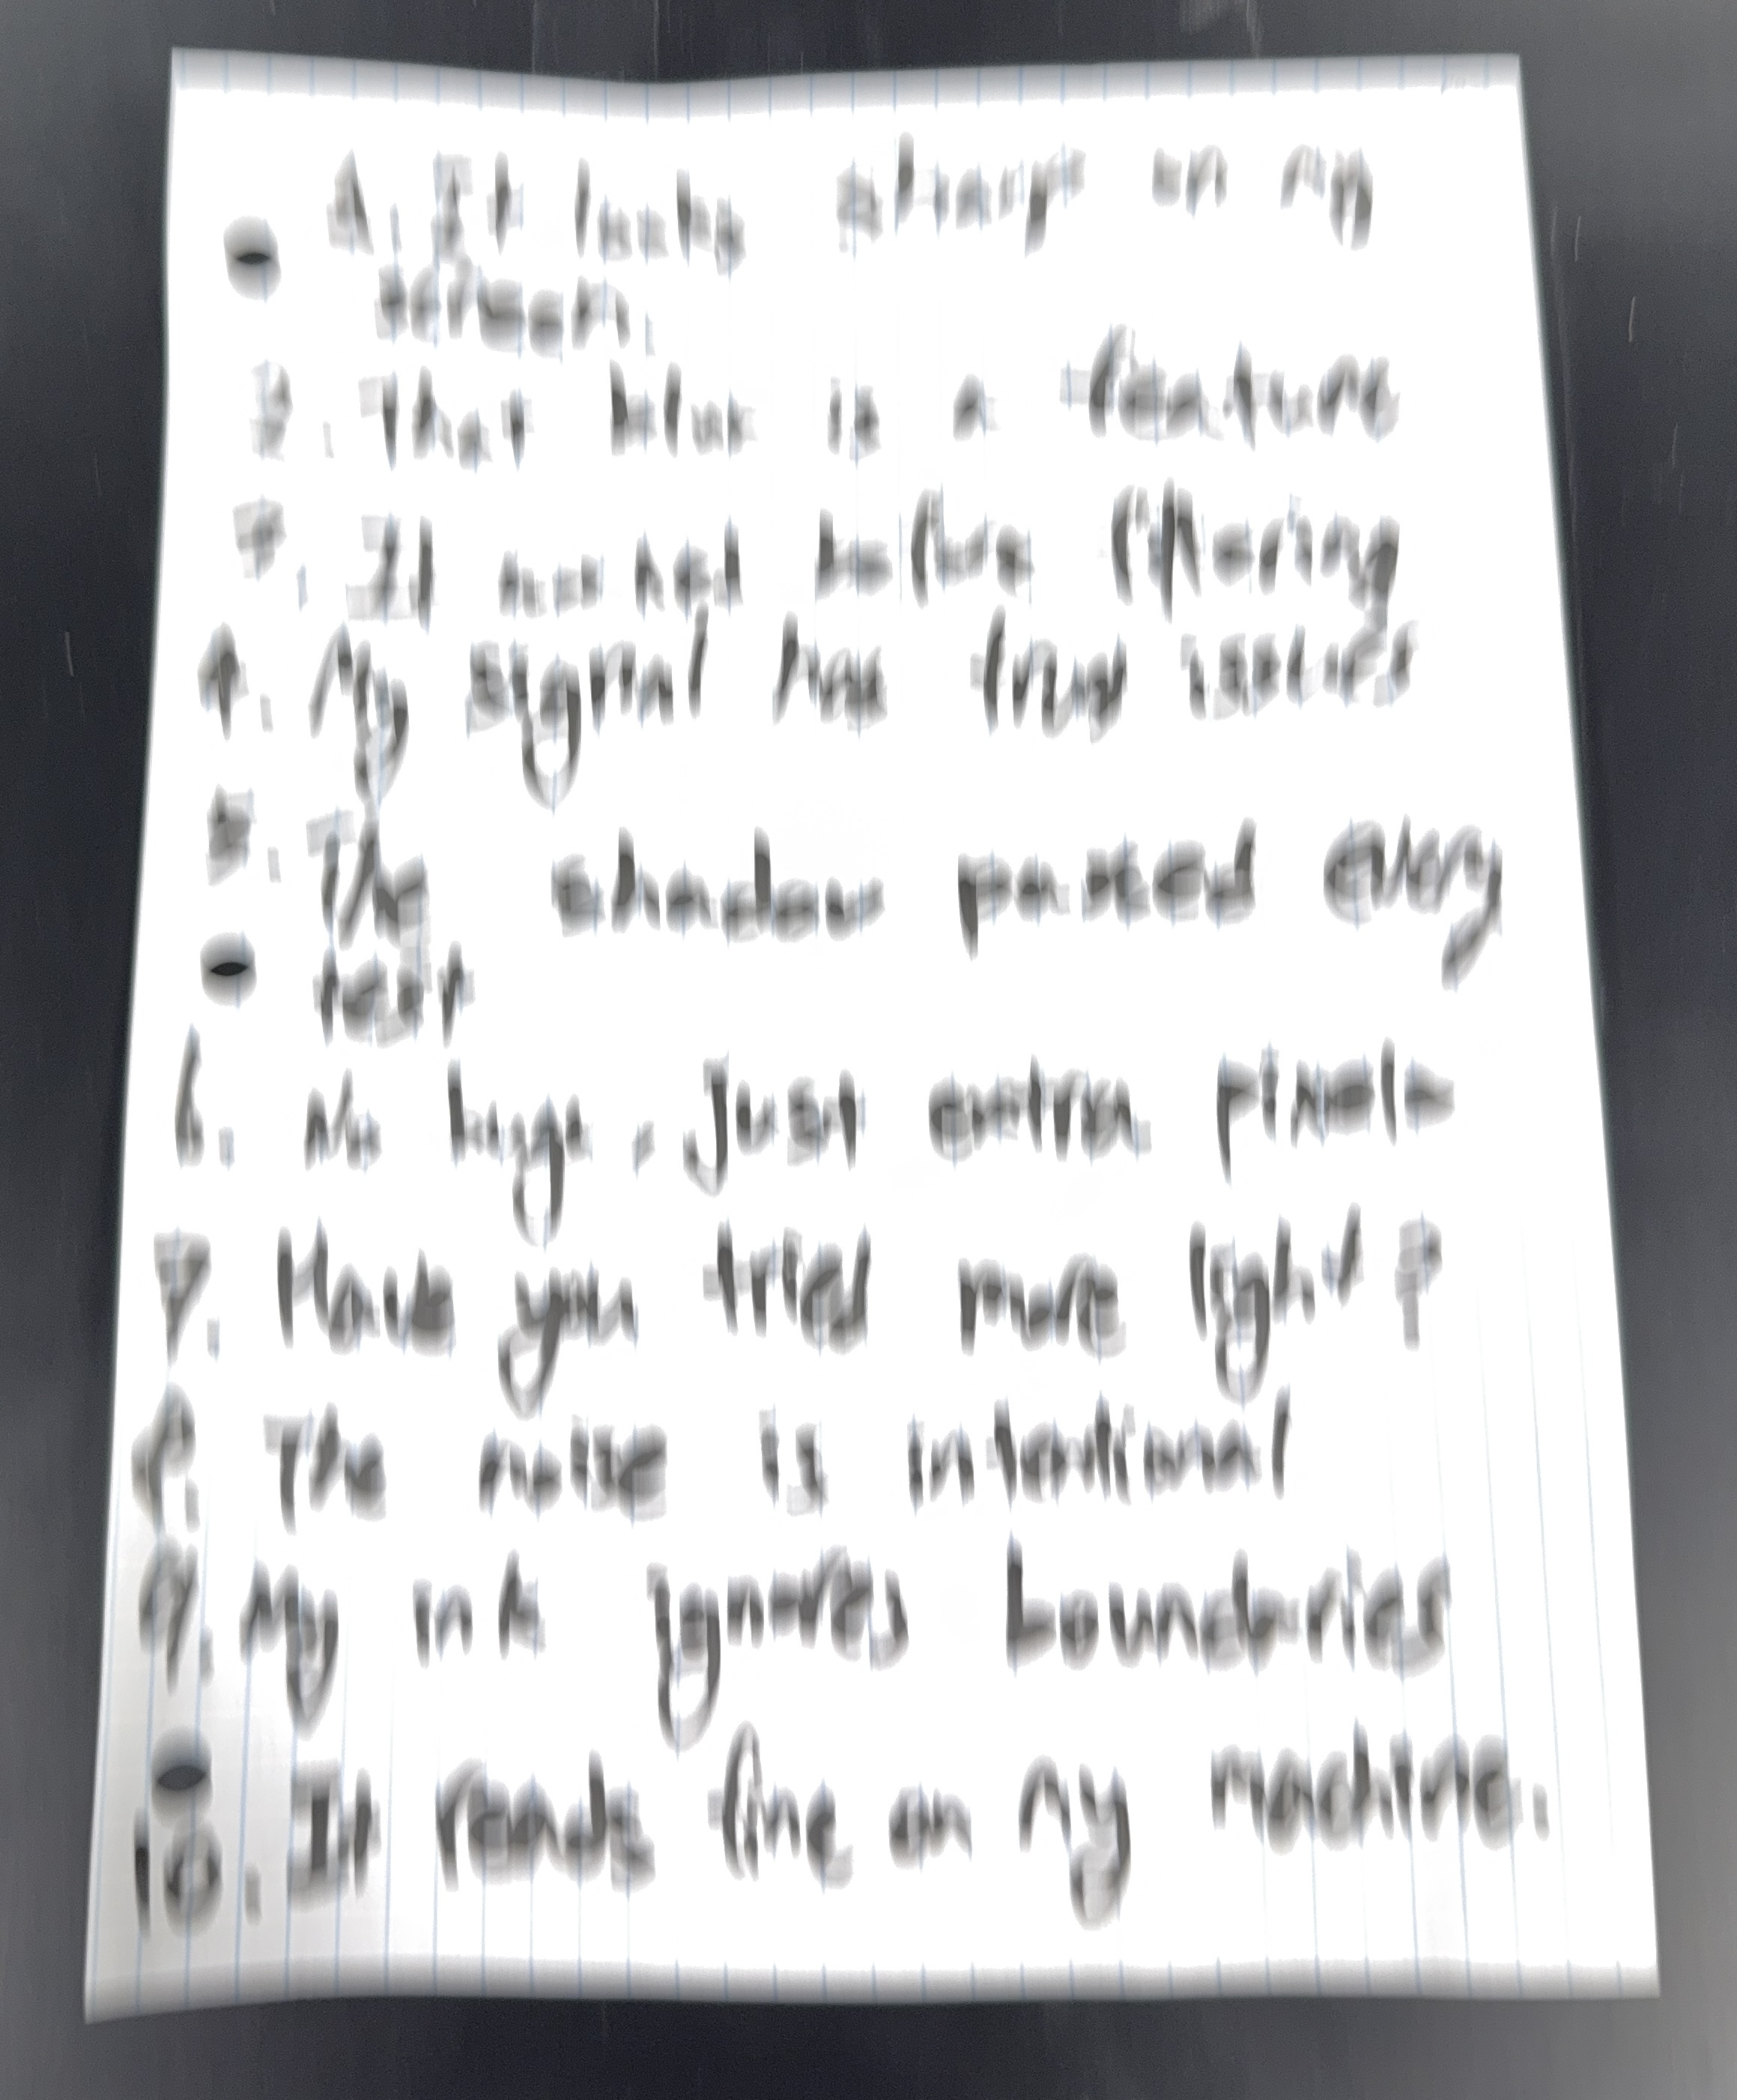 1. It looks sharp on my
screen.
2. That blur is a feature
3. It worked before filtering
4. My signal has trust issues
5. The shadow passed every
test
6. No bugs, just extra pixels
7. Have you tried more light?
8. The noise is intentional
9. My ink ignores boundaries
10. It reads fine on my machine.